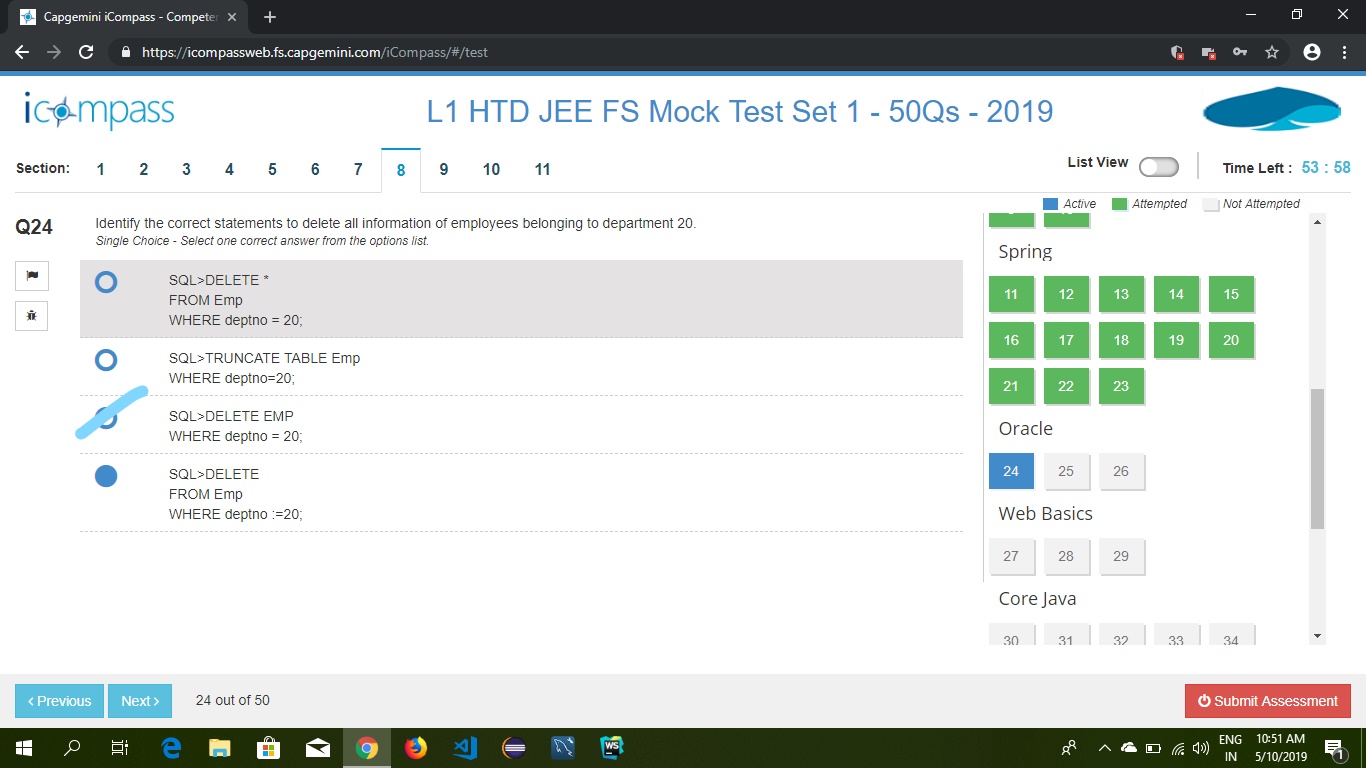 Capgemini iCompass - Competen
https://icompassweb.fs.capgemini.com/iCompass/#/test
icompass
L1 HTD JEE FS Mock Test Set 1 - 50Qs - 2019
Section: 1 2 3 4 5 6 7 8 9 10 11
List View
Time Left : 53 : 58
Active Attempted Not Attempted
Q24
Identify the correct statements to delete all information of employees belonging to department 20.
Single Choice - Select one correct answer from the options list.
SQL>DELETE *
FROM Emp
WHERE deptno = 20;
SQL>TRUNCATE TABLE Emp
WHERE deptno=20;
SQL>DELETE EMP
WHERE deptno = 20;
SQL>DELETE
FROM Emp
WHERE deptno :=20;
Spring
11 12 13 14 15
16 17 18 19 20
21 22 23
Oracle
24 25 26
Web Basics
27 28 29
Core Java
30 31 32 33 34
< Previous
Next >
24 out of 50
Submit Assessment
WS
ENG
IN
10:51 AM
5/10/2019
1